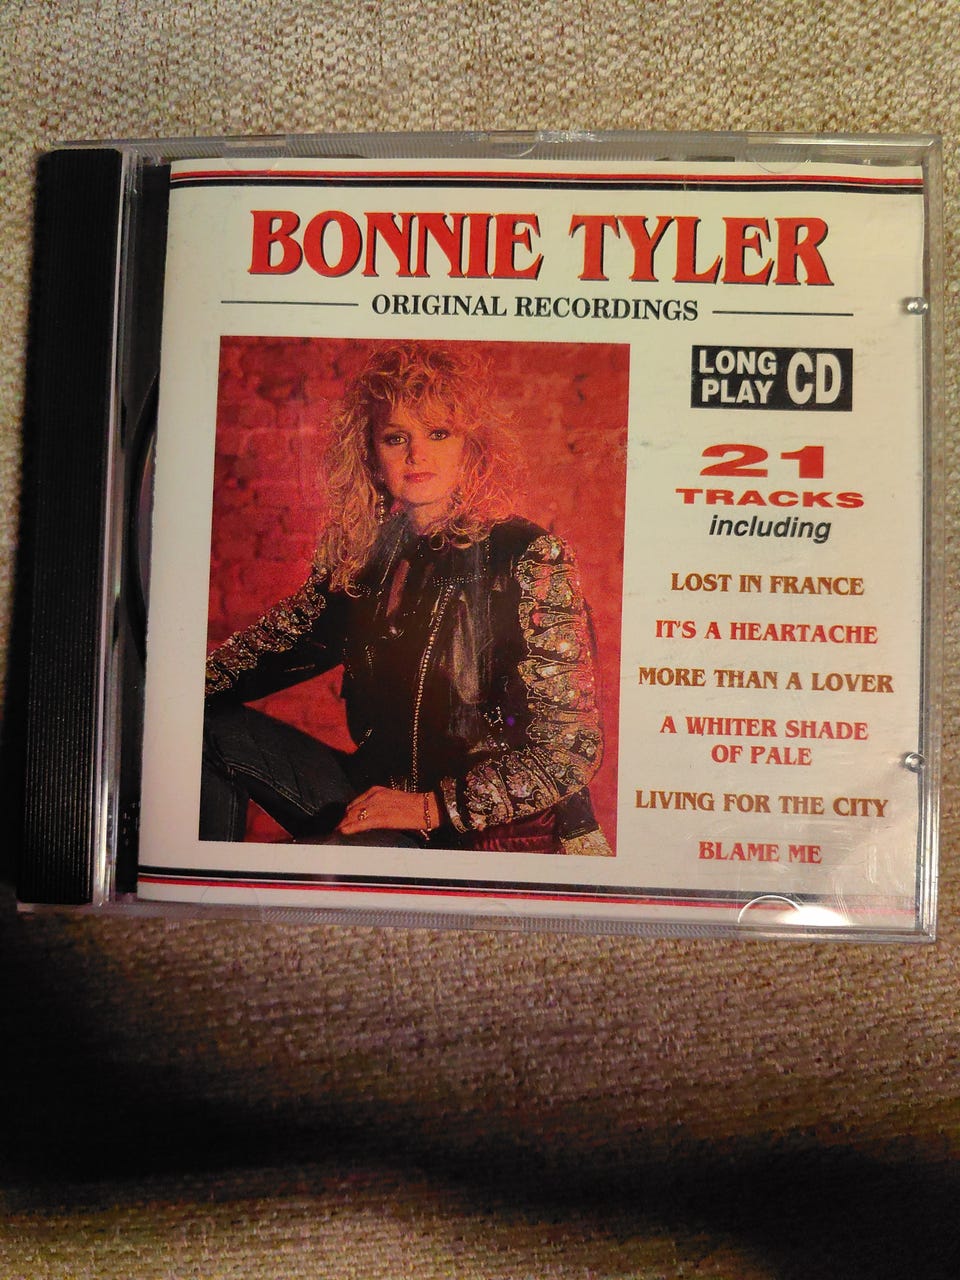 BONNIE TYLER
ORIGINAL RECORDINGS
LONG
PLAY
CD
21
TRACKS
including
LOST IN FRANCE
IT'S A HEARTACHE
MORE THAN A LOVER
A WHITER SHADE
OF PALE
LIVING FOR THE CITY
BLAME ME